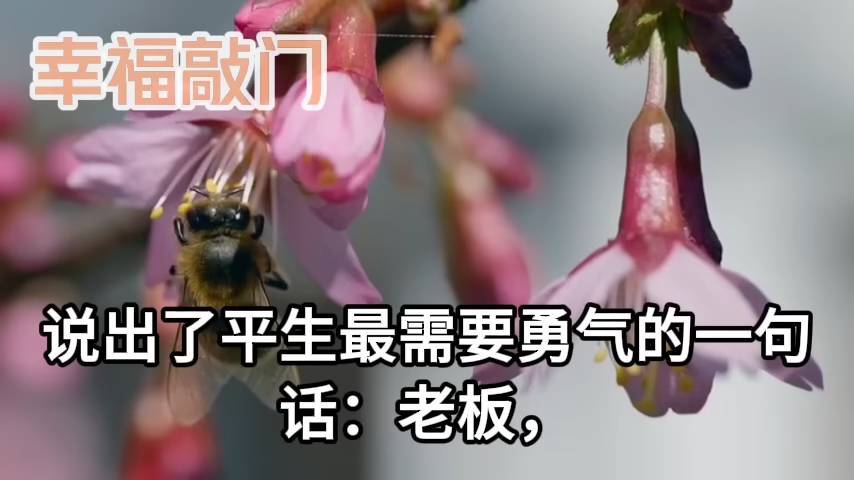 幸福敲门
说出了平生最需要勇气的一句
话：老板，